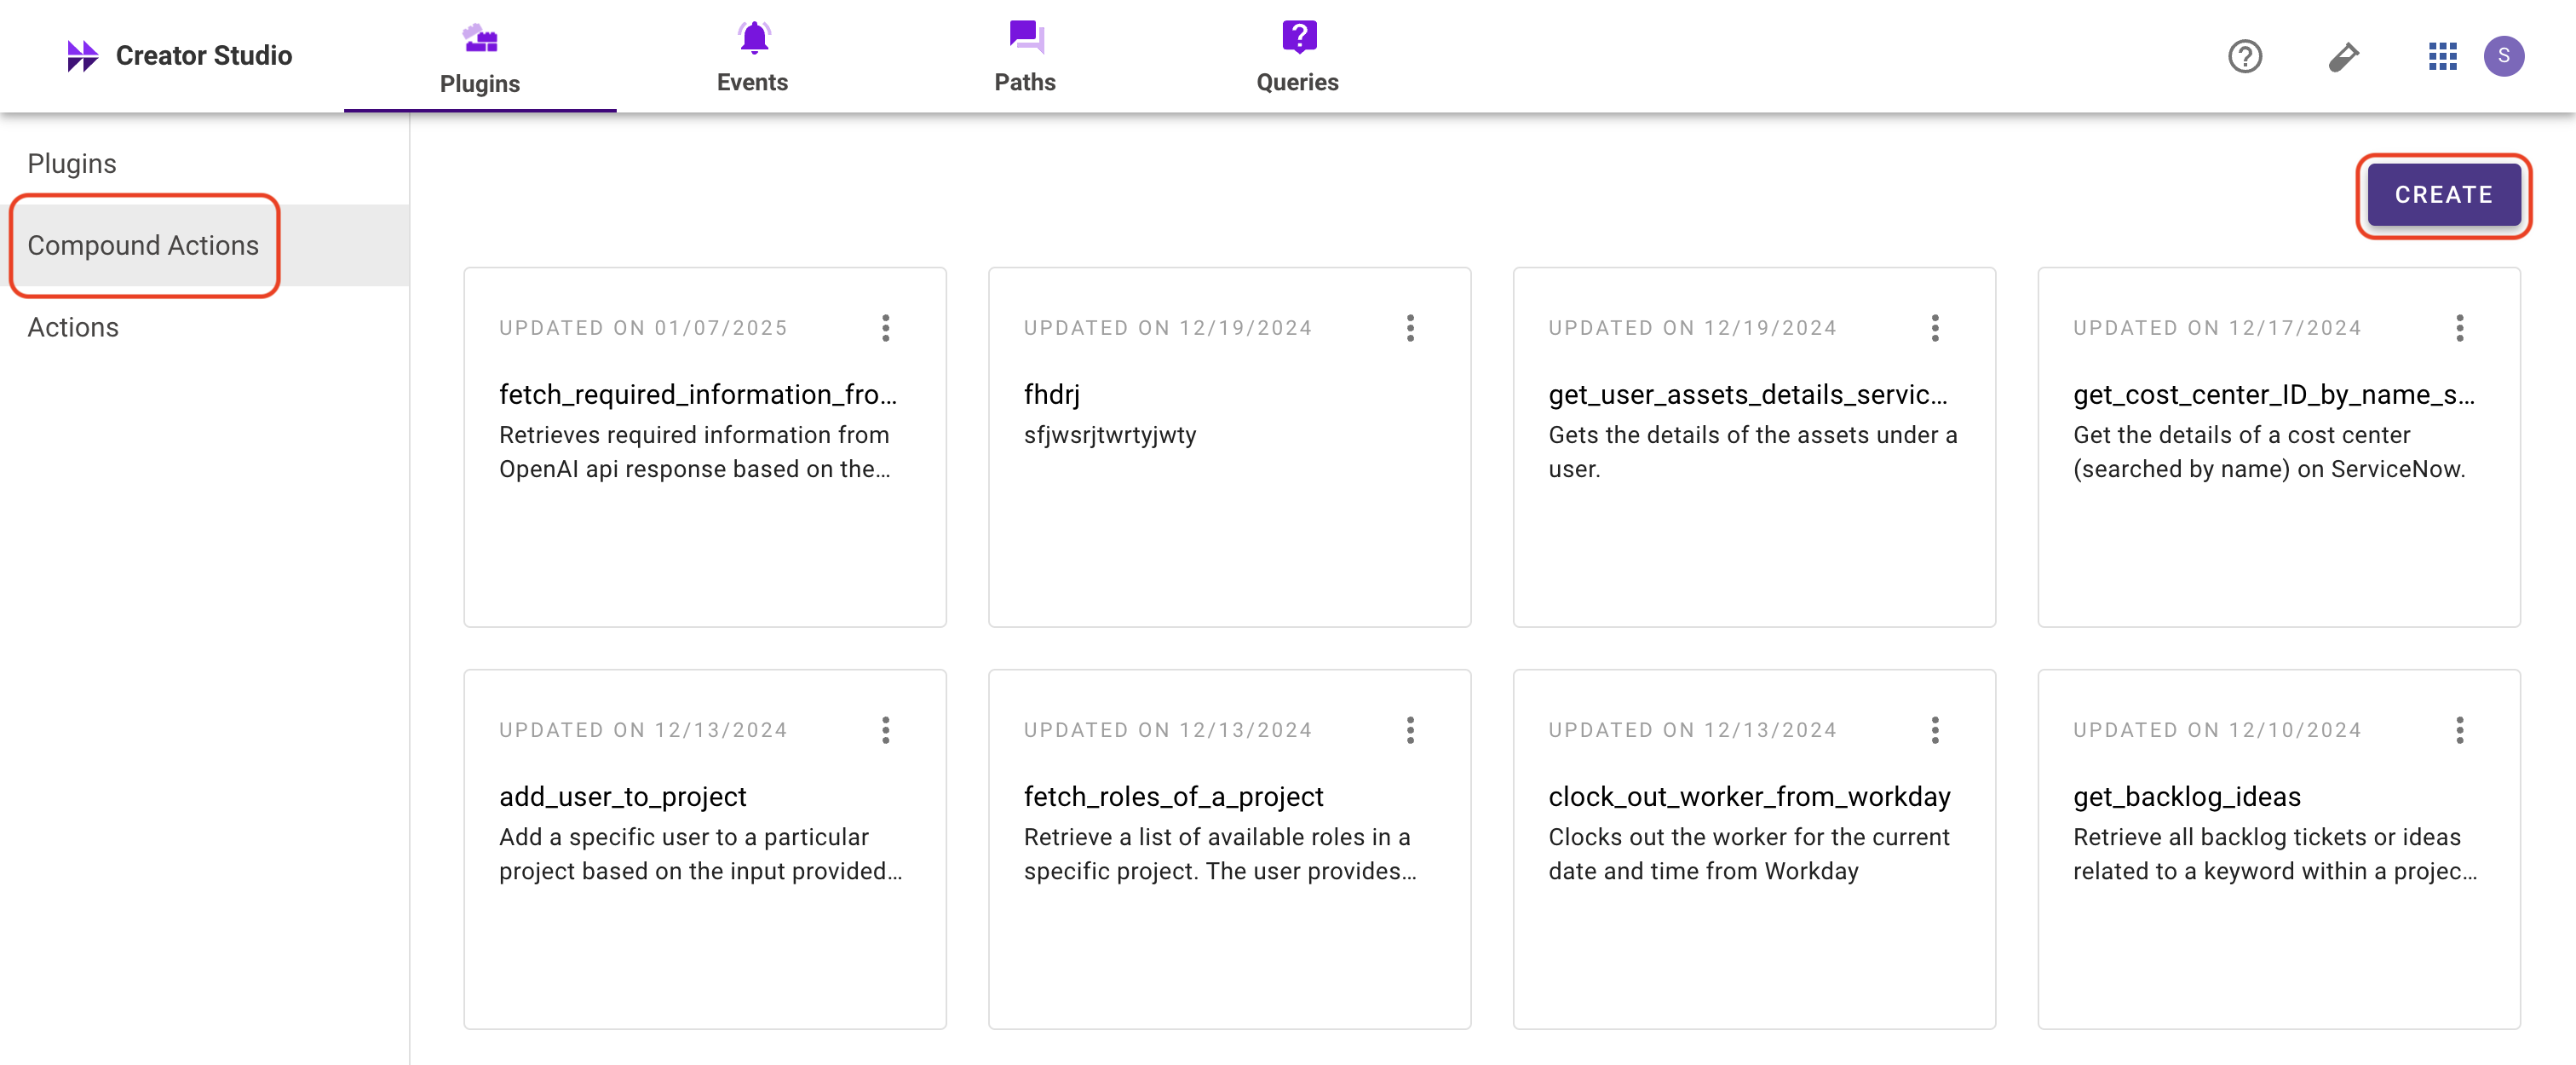 Creator Studio
Plugins
Events
Paths
Queries
?
?
S
Plugins
Compound Actions
Actions
CREATE
UPDATED ON 01/07/2025
fetch_required_information_fro...
Retrieves required information from
OpenAI api response based on the...
UPDATED ON 12/19/2024
fhdrj
sfjwsrjtwrtyjwty
UPDATED ON 12/19/2024
get_user_assets_details_servic...
Gets the details of the assets under a
user.
UPDATED ON 12/17/2024
get_cost_center_ID_by_name_s...
Get the details of a cost center
(searched by name) on ServiceNow.
UPDATED ON 12/13/2024
add_user_to_project
Add a specific user to a particular
project based on the input provided...
UPDATED ON 12/13/2024
fetch_roles_of_a_project
Retrieve a list of available roles in a
specific project. The user provides...
UPDATED ON 12/13/2024
clock_out_worker_from_workday
Clocks out the worker for the current
date and time from Workday
UPDATED ON 12/10/2024
get_backlog_ideas
Retrieve all backlog tickets or ideas
related to a keyword within a projec...